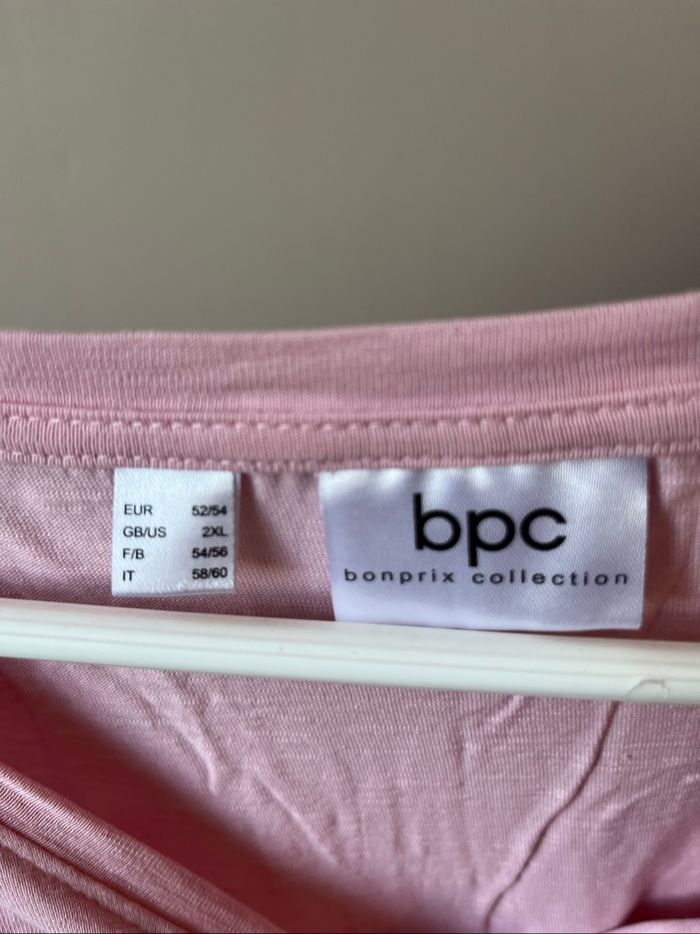 EUR 52/54
GB/US 2XL
F/B 54/56
IT 58/60
bpc
bonprix collection